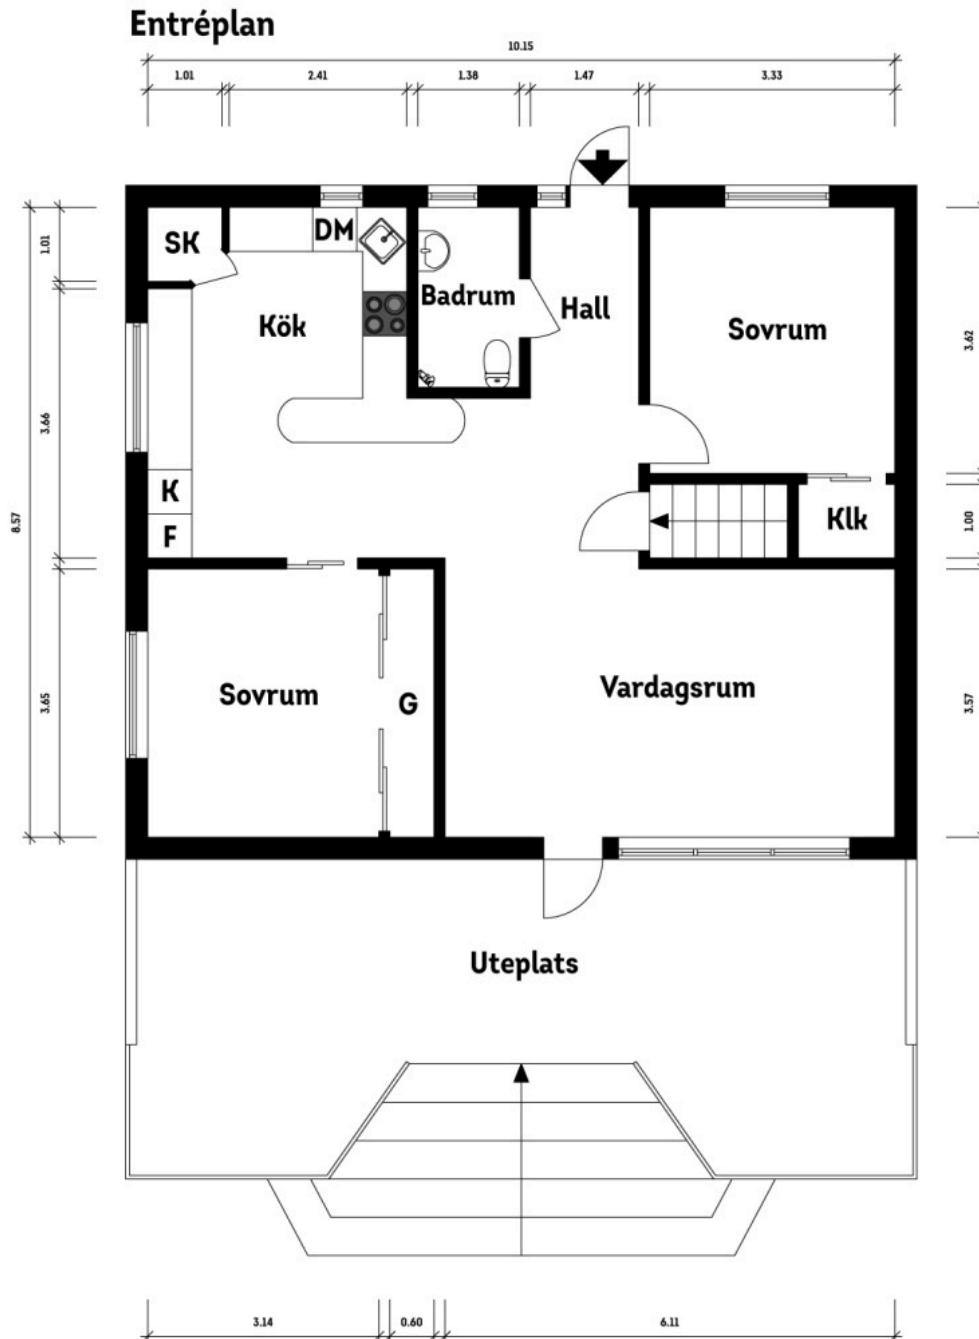 Entréplan
10.15
1.01 2.41 1.38 1.47 3.33
SK
DM
1.01
Badrum
Hall
Kök
Sovrum
3.62
3.66
K
Klk
1.00
8.57
F
Sovrum
G
Vardagsrum
3.65
3.57
Uteplats
3.14 0.60 6.11